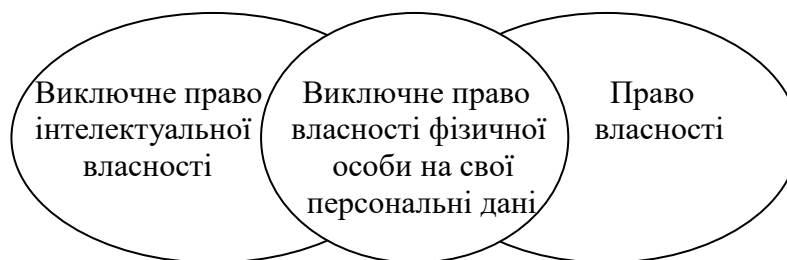 Виключне право
інтелектуальної
власності
Виключне право
власності фізичної
особи на свої
персональні дані
Право
власності